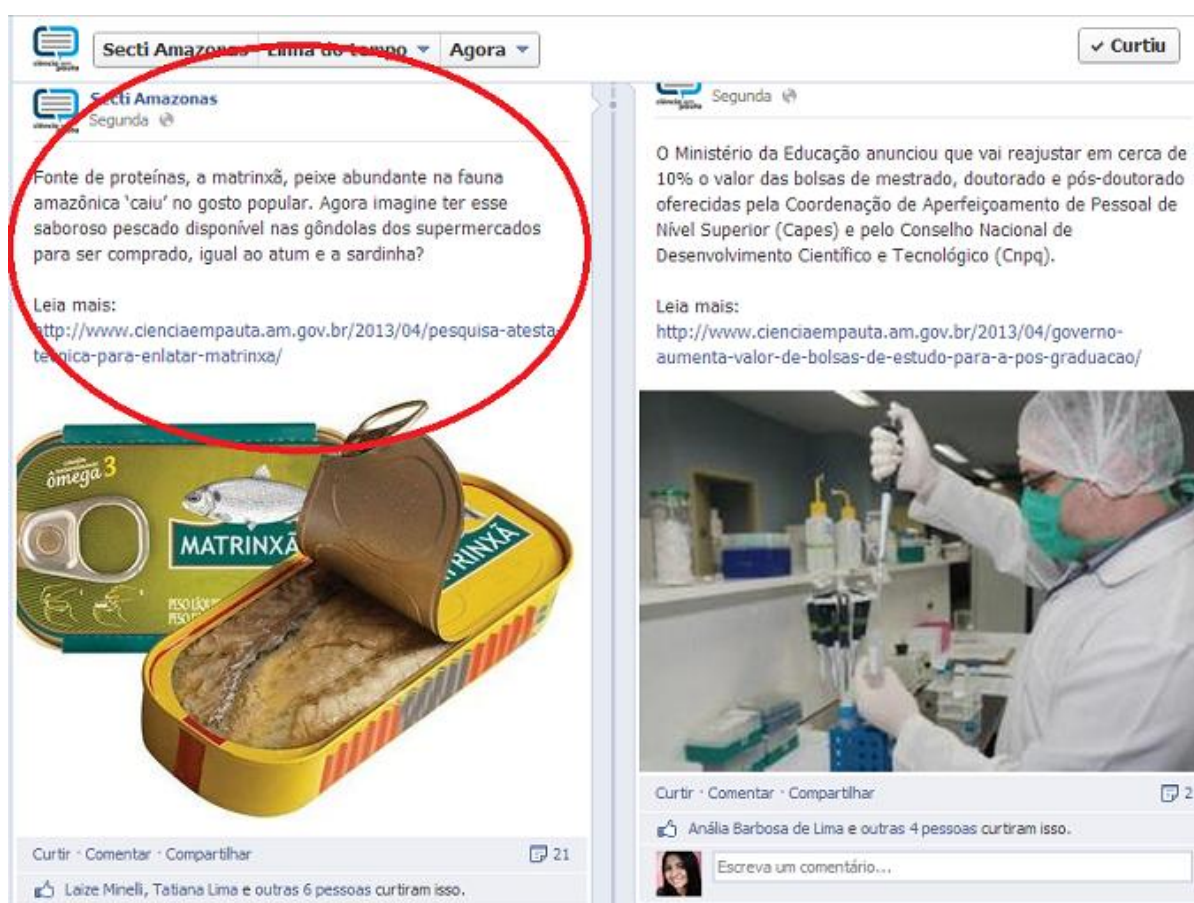 Secti Amazonas Linha do tempo Agora
Curtiu
Secti Amazonas
Segunda
Fonte de proteínas, a matrinxã, peixe abundante na fauna
amazônica 'caiu' no gosto popular. Agora imagine ter esse
saboroso pescado disponível nas gôndolas dos supermercados
para ser comprado, igual ao atum e a sardinha?
Leia mais:
http://www.cienciaempauta.am.gov.br/2013/04/pesquisa-atesta-
tecnica-para-enlatar-matrinxa/
omega 3
MATRINXÃ
Curtir · Comentar · Compartilhar
21
Laize Minelli, Tatiana Lima e outras 6 pessoas curtiram isso.
Segunda
O Ministério da Educação anunciou que vai reajustar em cerca de
10% o valor das bolsas de mestrado, doutorado e pós-doutorado
oferecidas pela Coordenação de Aperfeiçoamento de Pessoal de
Nível Superior (Capes) e pelo Conselho Nacional de
Desenvolvimento Científico e Tecnológico (Cnpq).
Leia mais:
http://www.cienciaempauta.am.gov.br/2013/04/governo-
aumenta-valor-de-bolsas-de-estudo-para-a-pos-graduacao/
Curtir · Comentar · Compartilhar
Anália Barbosa de Lima e outras 4 pessoas curtiram isso.
Escreva um comentário...